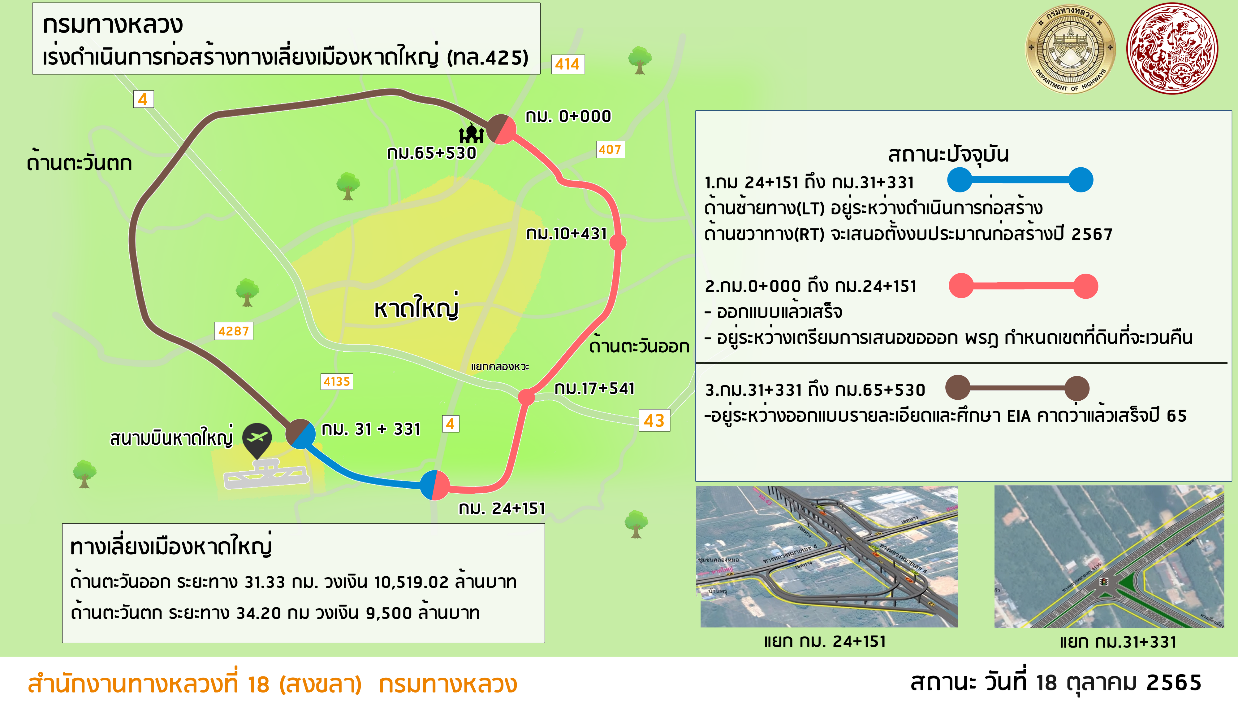 กรมทางหลวง
เร่งดำเนินการก่อสร้างทางเลี่ยงเมืองหาดใหญ่ (ทล.425)
กรมทางหลวง
DEPARTMENT OF HIGHWAYS
414
4
กม. 0+000
กม.65+530
407
ด้านตะวันตก
กม.10+431
หาดใหญ่
4287
ด้านตะวันออก
แยกคลองหวะ
4135
กม.17+541
4
43
กม. 31 + 331
สนามบินหาดใหญ่
กม. 24+151
สถานะปัจจุบัน
1.กม 24+151 ถึง กม.31+331
ด้านซ้ายทาง(LT) อยู่ระหว่างดำเนินการก่อสร้าง
ด้านขวาทาง(RT) จะเสนอตั้งงบประมาณก่อสร้างปี 2567
2.กม.0+000 ถึง กม.24+151
- ออกแบบแล้วเสร็จ
- อยู่ระหว่างเตรียมการเสนอขอออก พรฎ กำหนดเขตที่ดินที่จะเวนคืน
3.กม.31+331 ถึง กม.65+530
-อยู่ระหว่างออกแบบรายละเอียดและศึกษา EIA คาดว่าแล้วเสร็จปี 65
ทางเลี่ยงเมืองหาดใหญ่
ด้านตะวันออก ระยะทาง 31.33 กม. วงเงิน 10,519.02 ล้านบาท
ด้านตะวันตก ระยะทาง 34.20 กม วงเงิน 9,500 ล้านบาท
แยก กม. 24+151
แยก กม.31+331
สำนักงานทางหลวงที่ 18 (สงขลา) กรมทางหลวง
สถานะ วันที่ 18 ตุลาคม 2565